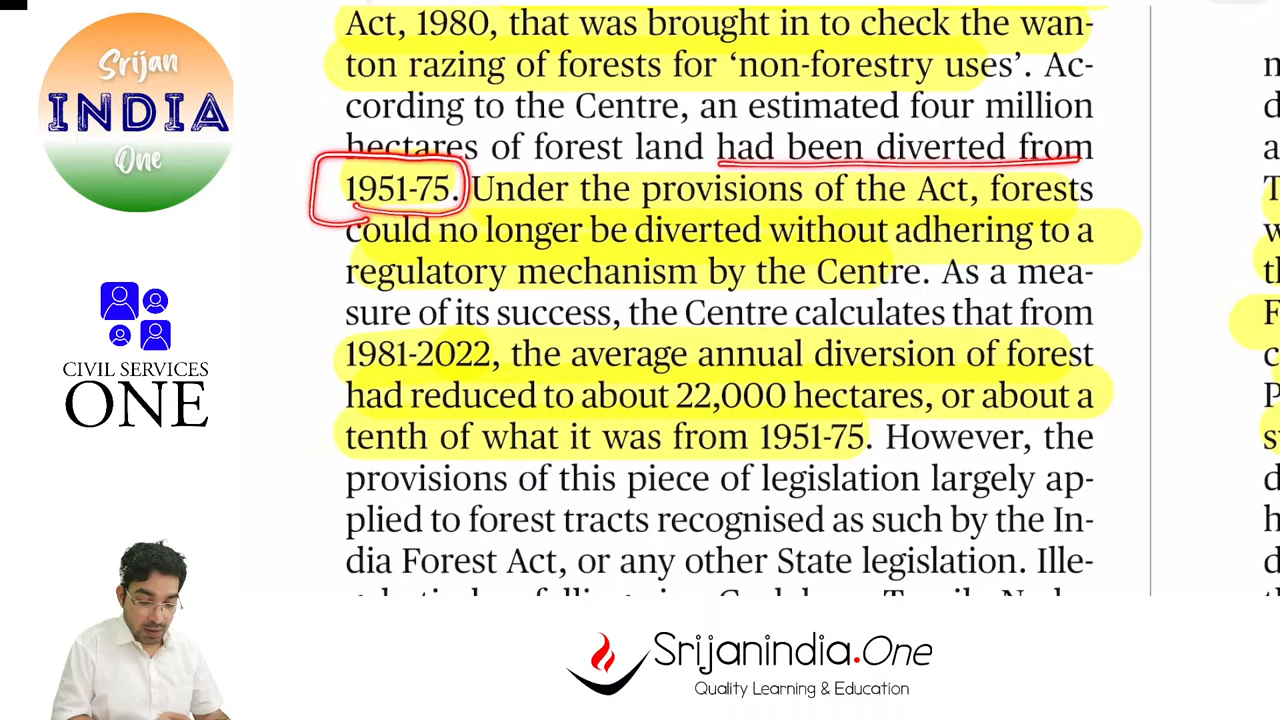 Srijan
INDIA
One
CIVIL SERVICES
ONE
Act, 1980, that was brought in to check the wan-
ton razing of forests for ‘non-forestry uses’. Ac-
cording to the Centre, an estimated four million
hectares of forest land had been diverted from
1951-75. Under the provisions of the Act, forests
could no longer be diverted without adhering to a
regulatory mechanism by the Centre. As a mea-
sure of its success, the Centre calculates that from
1981-2022, the average annual diversion of forest
had reduced to about 22,000 hectares, or about a
tenth of what it was from 1951-75. However, the
provisions of this piece of legislation largely ap-
plied to forest tracts recognised as such by the In-
dia Forest Act, or any other State legislation. Ille-
Srijanindia.One
Quality Learning & Education